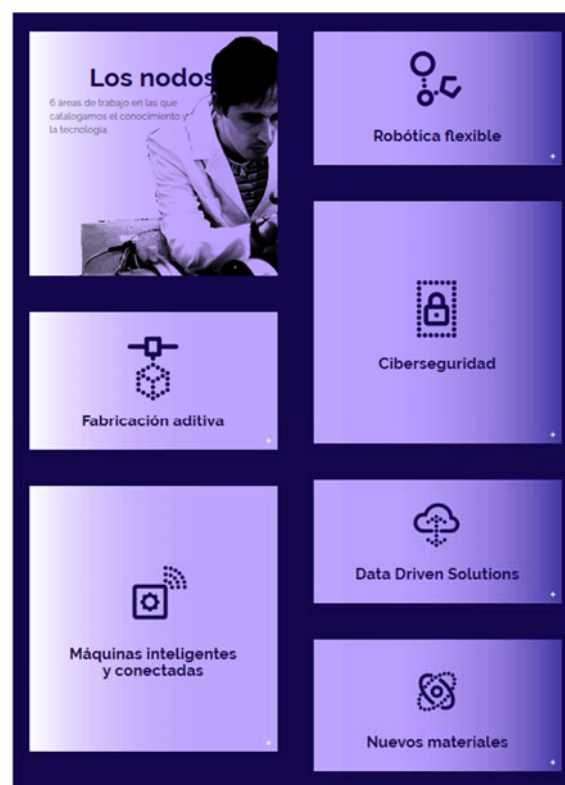 Los nodos
6 áreas de trabajo en las que
catalogamos el conocimiento y
la tecnología.
Robótica flexible
Ciberseguridad
Fabricación aditiva
Data Driven Solutions
Máquinas inteligentes
y conectadas
Nuevos materiales